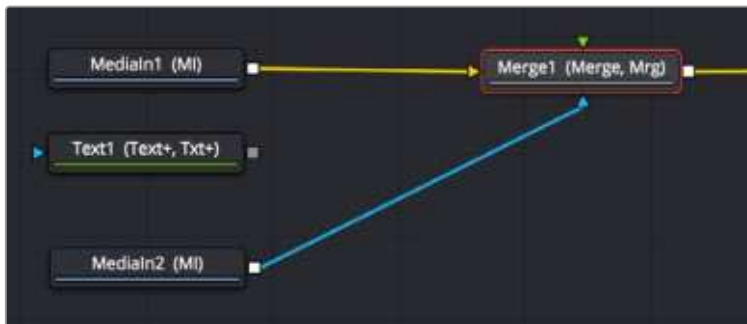 MediaIn1 (MI)
Merge1 (Merge, Mrg)
Text1 (Text+, Txt+)
MediaIn2 (MI)